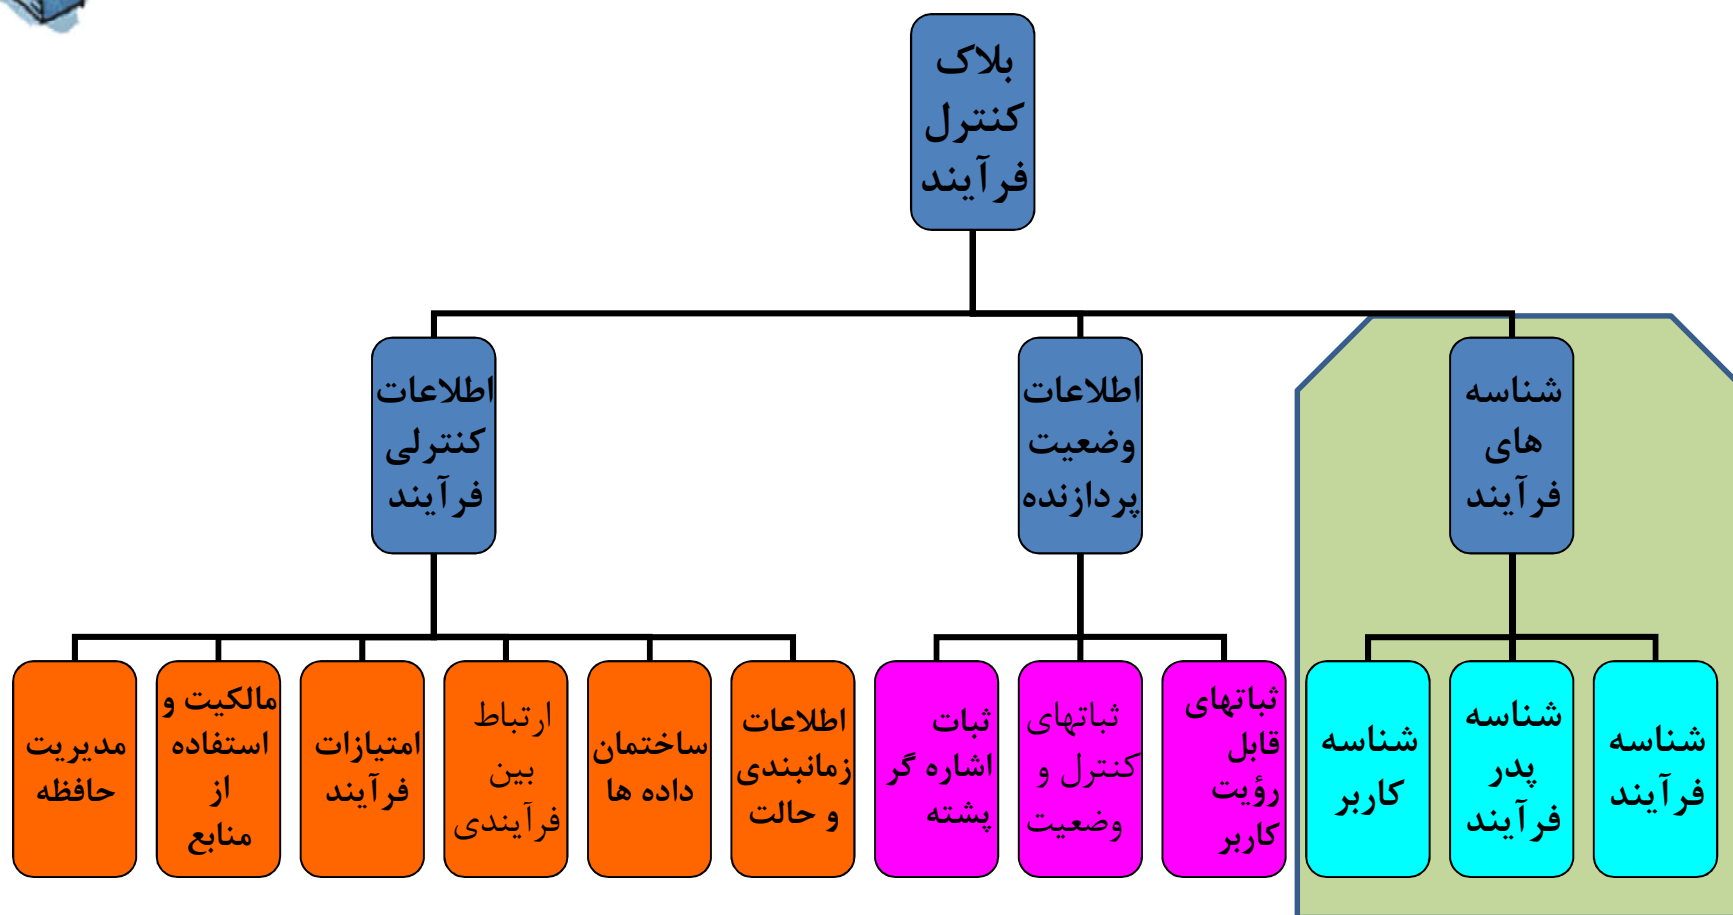 بلاک
کنترل
فرآیند
شناسه
های
فرآیند
اطلاعات
وضعیت
پردازنده
اطلاعات
کنترلی
فرآیند
شناسه
فرآیند
شناسه
پدر
فرآیند
شناسه
کاربر
ثباتهای
قابل
رؤیت
کاربر
ثباتهای
کنترل و
وضعیت
ثبات
اشاره گر
پشته
اطلاعات
زمانبندی
و حالت
ساختمان
داده ها
ارتباط
بین
فرآیندی
امتیازات
فرآیند
مالکیت و
استفاده
از
منابع
مدیریت
حافظه